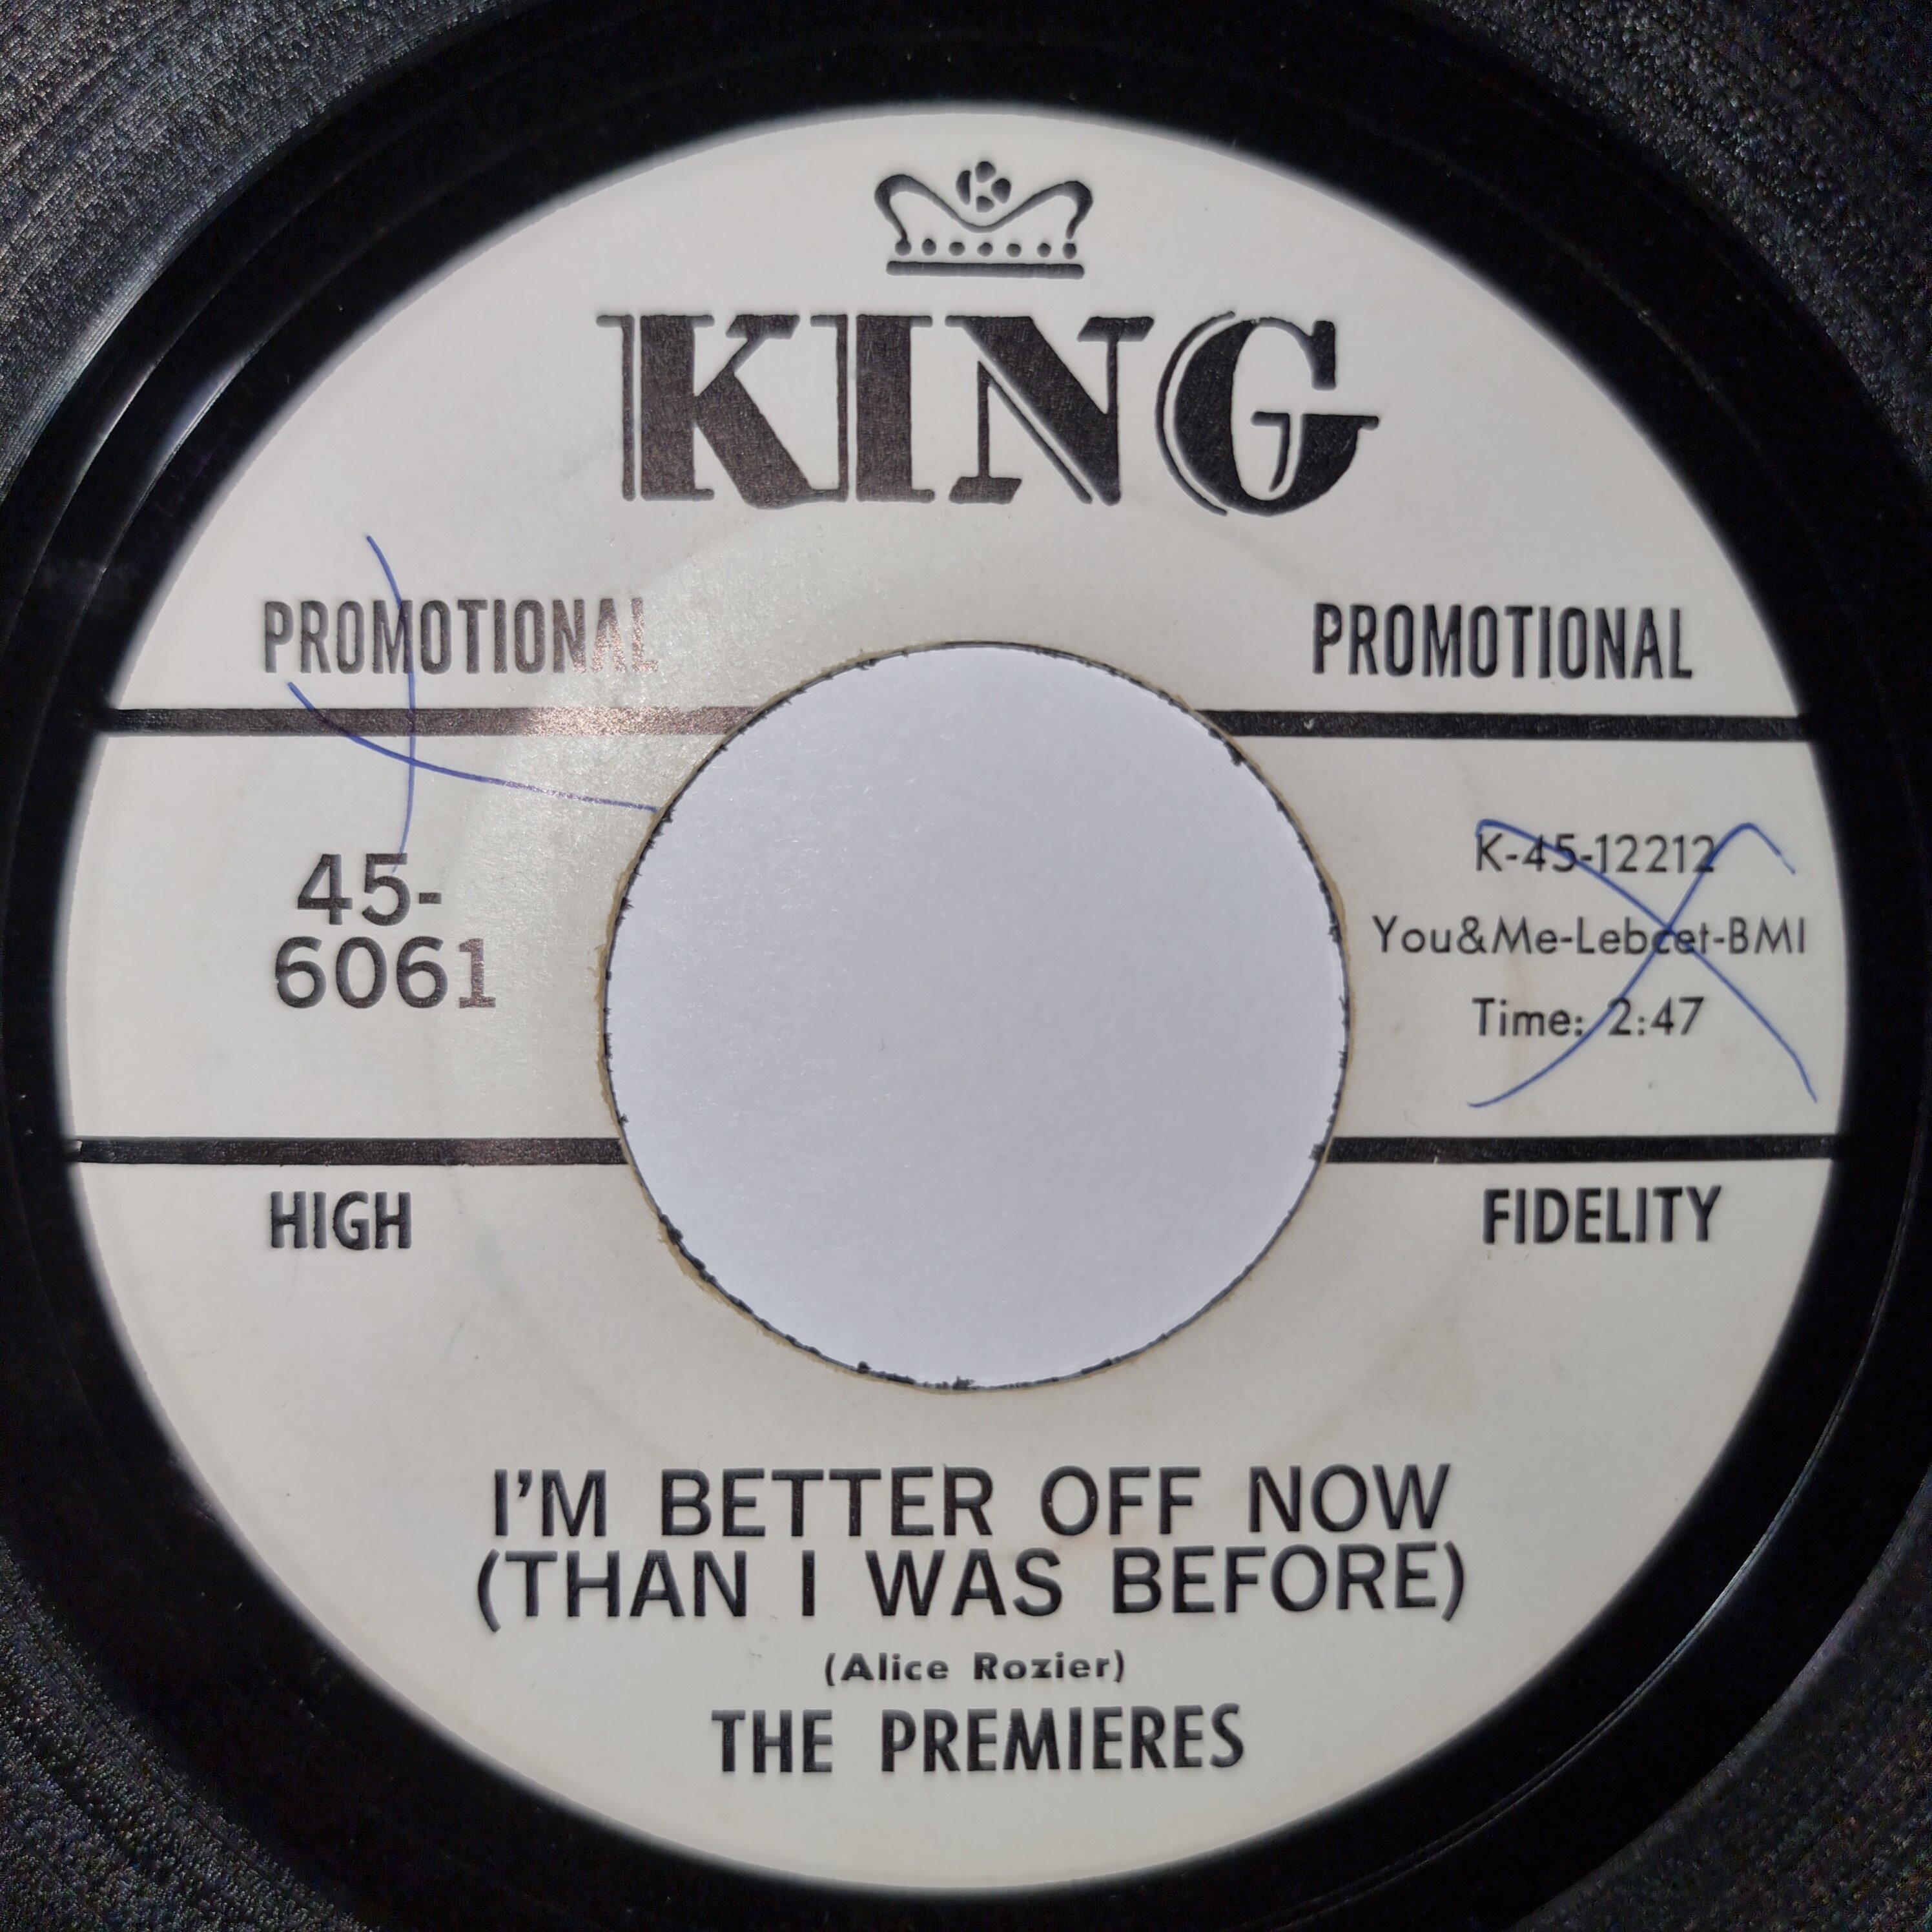 KING
PROMOTIONAL
PROMOTIONAL
45-
6061
K-45-12212
You&Me-Lebcet-BMI
Time: 2:47
HIGH
FIDELITY
I'M BETTER OFF NOW
(THAN I WAS BEFORE)
(Alice Rozier)
THE PREMIERES